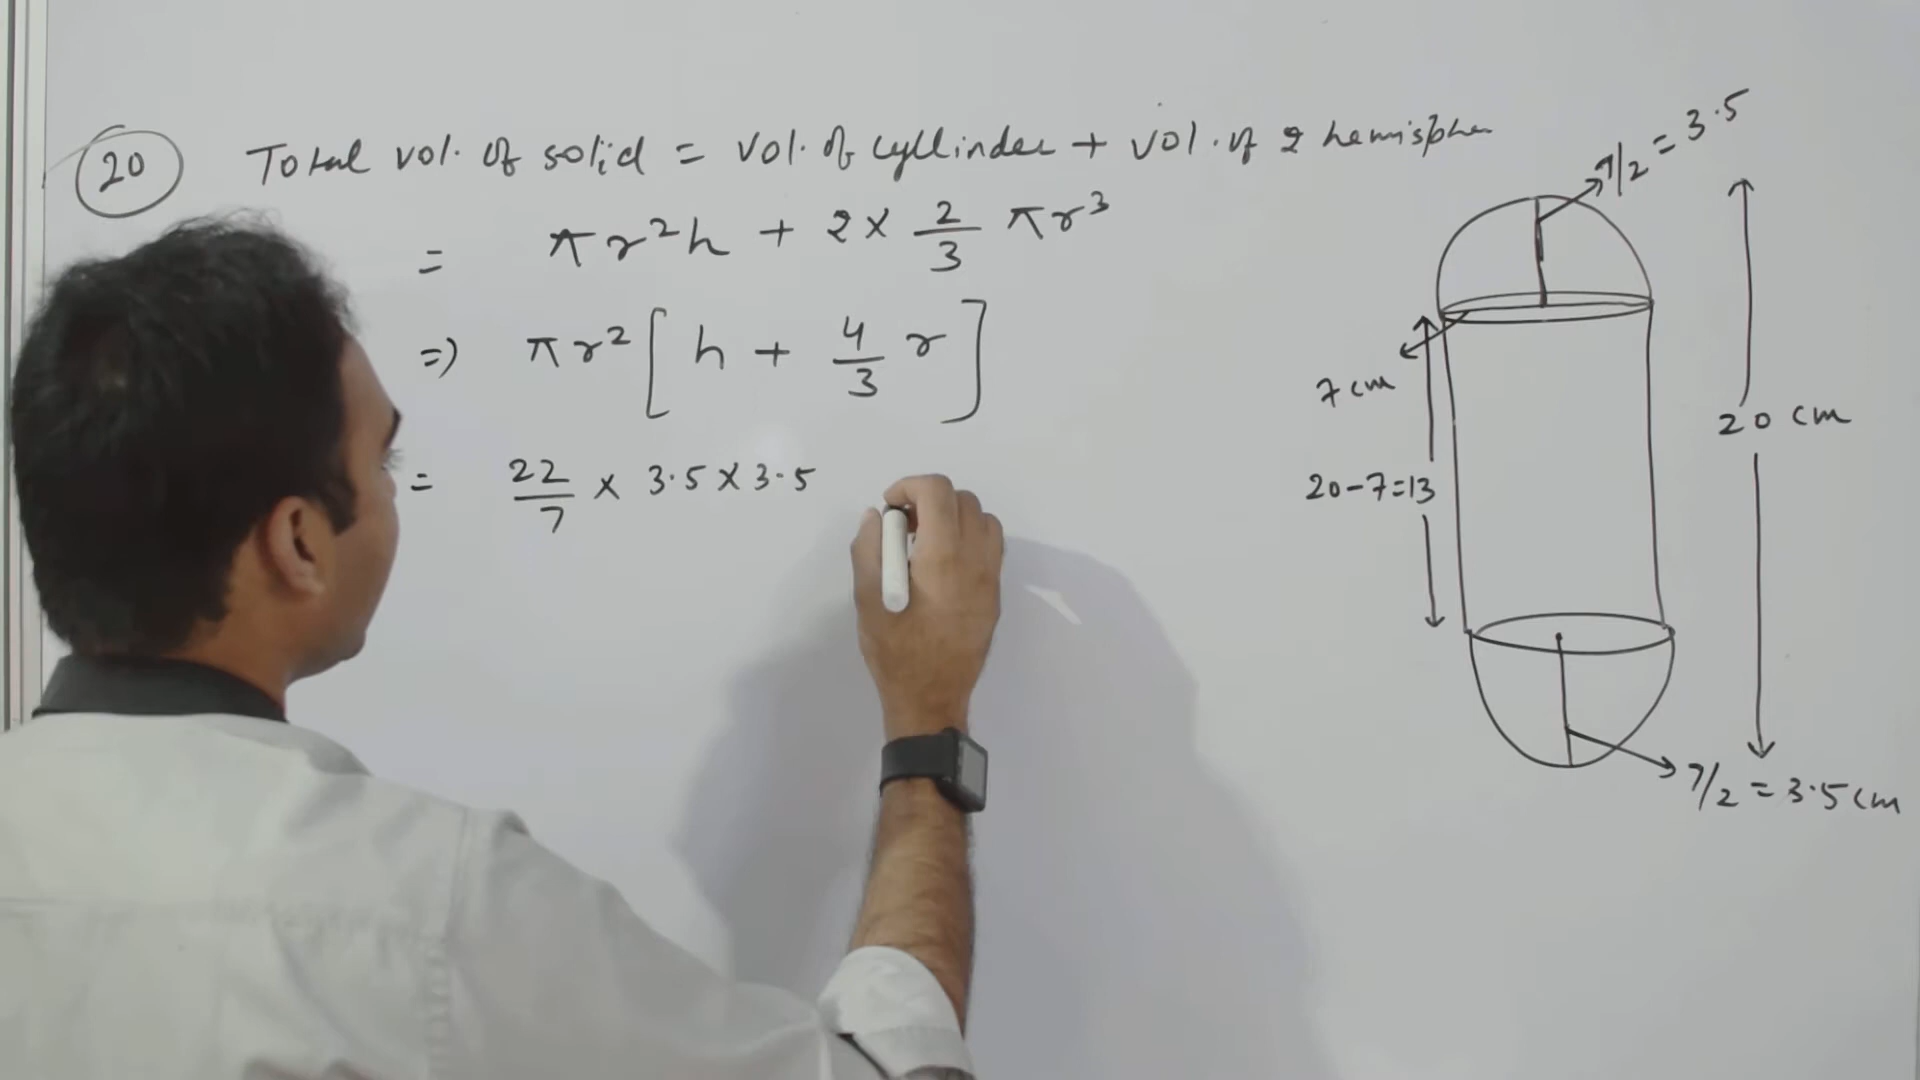 20 Total vol. of solid = vol. of cyllinder + vol. of 2 hemisphe
= πr²h + 2 × 2/3 πr³
⇒ πr² [ h + 4/3 r ]
= 22/7 × 3.5 × 3.5
7/2 = 3.5
7 cm
20 cm
20-7=13
7/2 = 3.5 cm